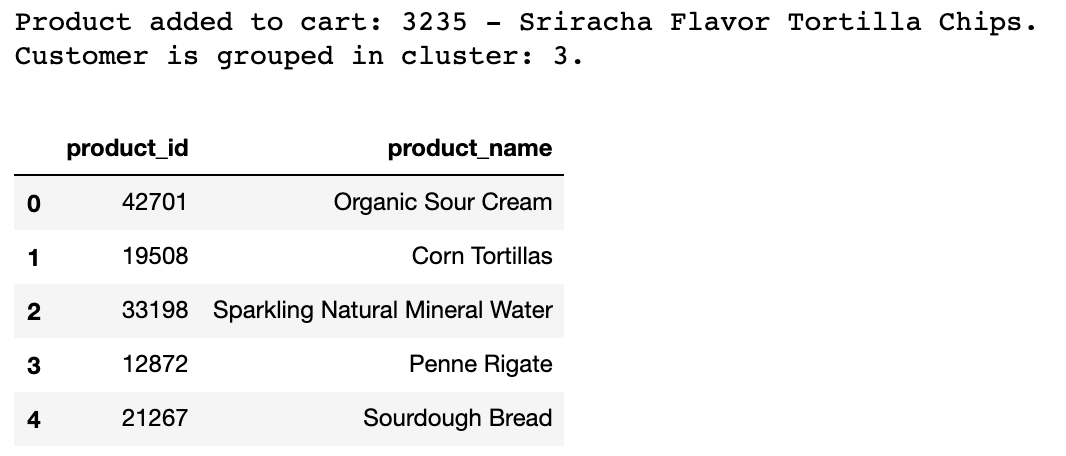 Product added to cart: 3235 – Sriracha Flavor Tortilla Chips.
Customer is grouped in cluster: 3.
product_id product_name
0 42701 Organic Sour Cream
1 19508 Corn Tortillas
2 33198 Sparkling Natural Mineral Water
3 12872 Penne Rigate
4 21267 Sourdough Bread